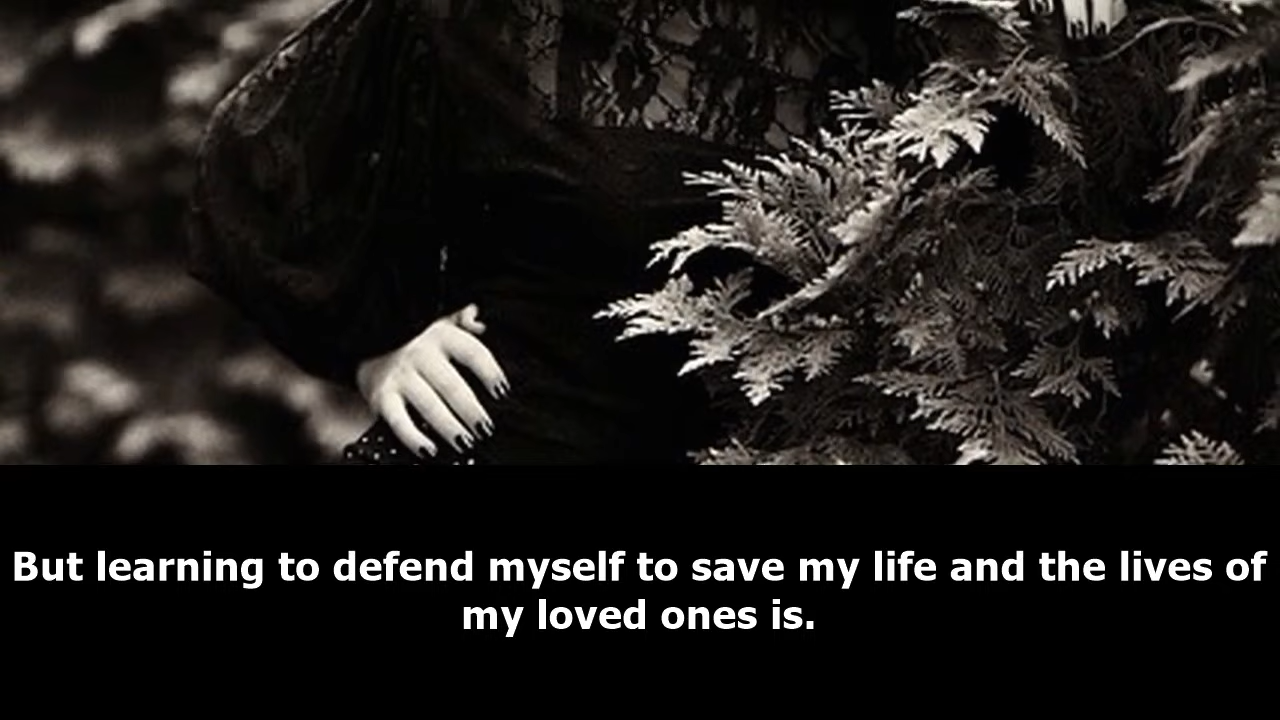 But learning to defend myself to save my life and the lives of
my loved ones is.